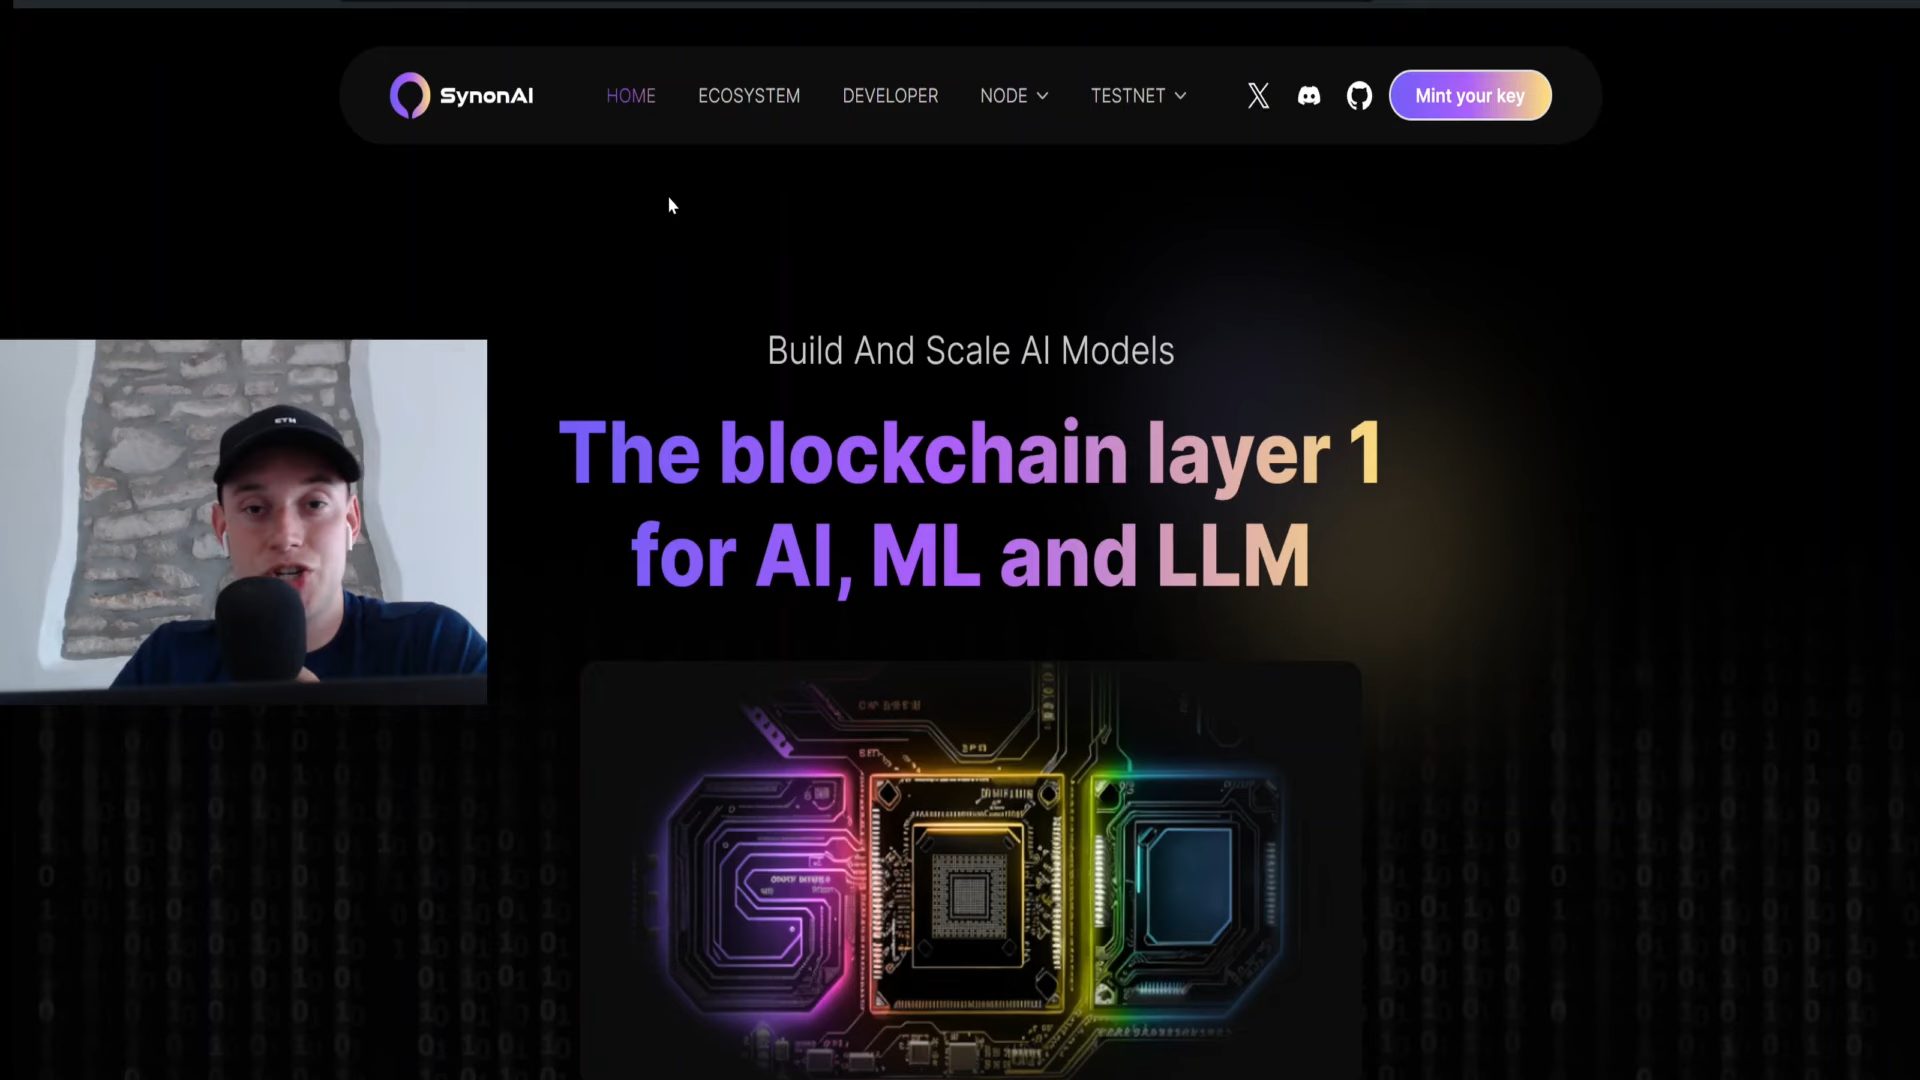 SynonAI
HOME
ECOSYSTEM
DEVELOPER
NODE
TESTNET
Mint your key
Build And Scale AI Models
The blockchain layer 1
for AI, ML and LLM
ETH